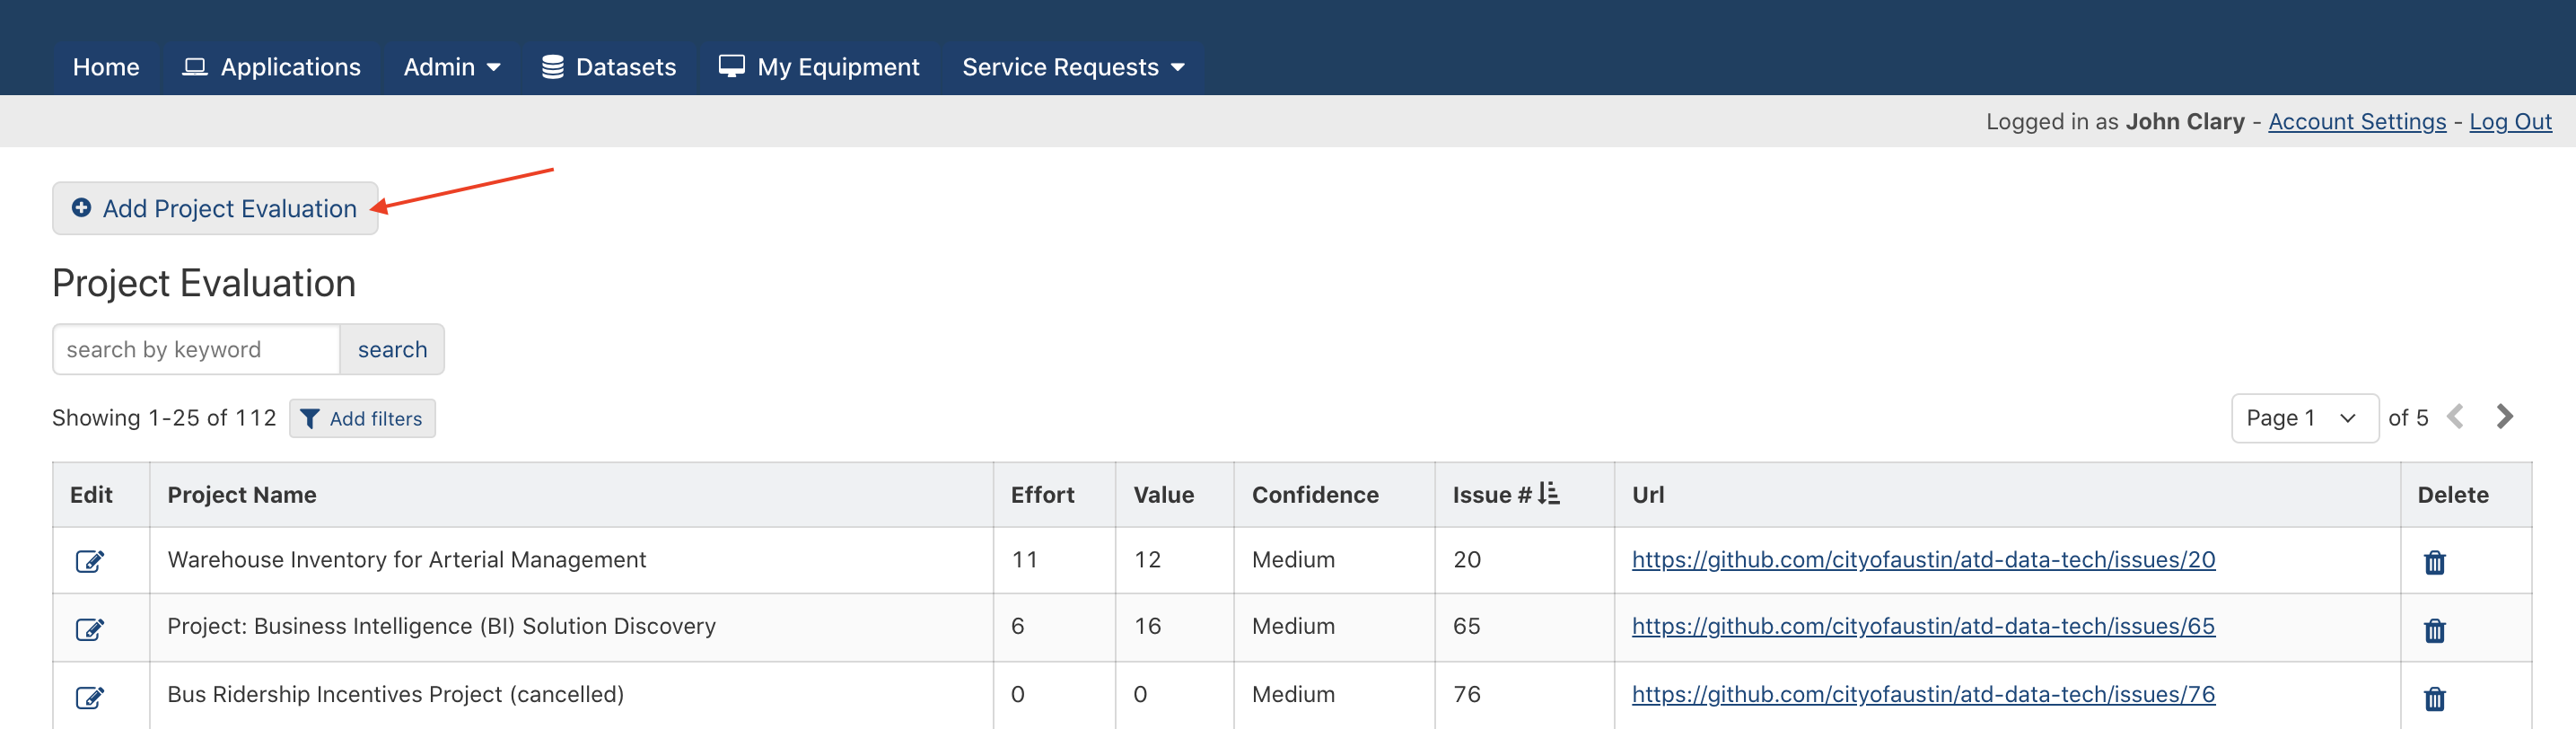 Home Applications Admin Datasets My Equipment Service Requests
Logged in as John Clary - Account Settings - Log Out
Add Project Evaluation
Project Evaluation
search by keyword search
Showing 1-25 of 112 Add filters Page 1 of 5
Edit Project Name Effort Value Confidence Issue # Url Delete
Warehouse Inventory for Arterial Management 11 12 Medium 20 https://github.com/cityofaustin/atd-data-tech/issues/20
Project: Business Intelligence (BI) Solution Discovery 6 16 Medium 65 https://github.com/cityofaustin/atd-data-tech/issues/65
Bus Ridership Incentives Project (cancelled) 0 0 Medium 76 https://github.com/cityofaustin/atd-data-tech/issues/76